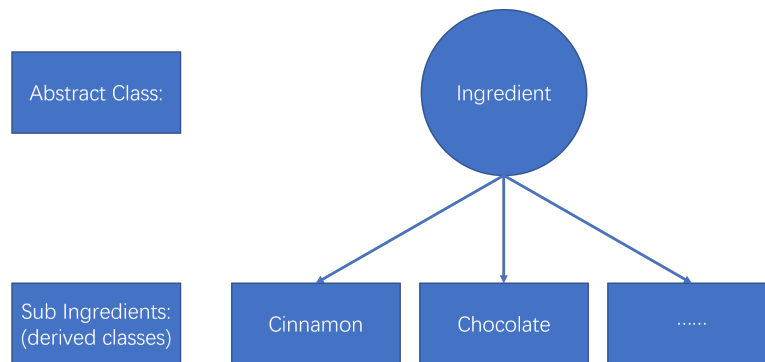 Abstract Class:
Ingredient
Sub Ingredients:
(derived classes)
Cinnamon
Chocolate
......